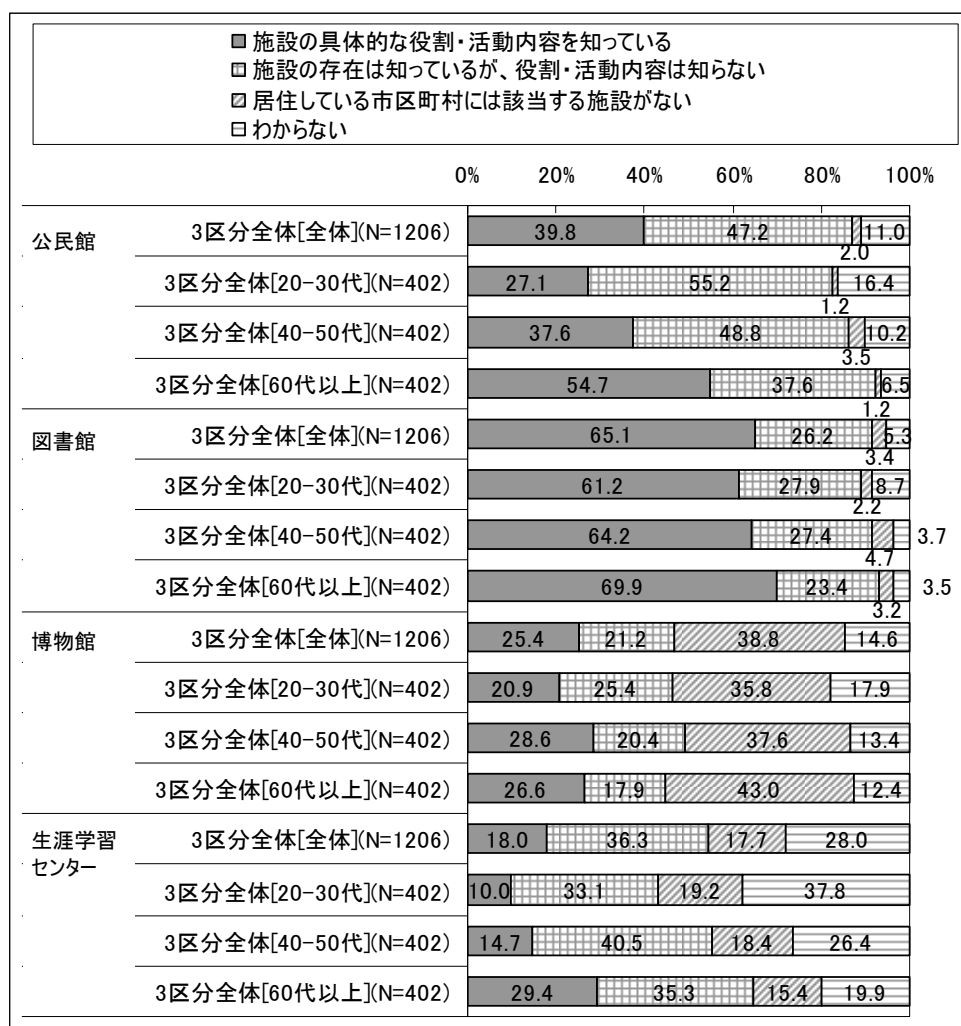 ■施設の具体的な役割・活動内容を知っている
施設の存在は知っているが、役割・活動内容は知らない
居住している市区町村には該当する施設がない
わからない
0% 20% 40% 60% 80% 100%
公民館
3区分全体[全体](N=1206) 39.8 47.2 2.0 11.0
3区分全体[20-30代](N=402) 27.1 55.2 1.2 16.4
3区分全体[40-50代](N=402) 37.6 48.8 3.5 10.2
3区分全体[60代以上](N=402) 54.7 37.6 1.2 6.5
図書館
3区分全体[全体](N=1206) 65.1 26.2 3.4 5.3
3区分全体[20-30代](N=402) 61.2 27.9 2.2 8.7
3区分全体[40-50代](N=402) 64.2 27.4 4.7 3.7
3区分全体[60代以上](N=402) 69.9 23.4 3.2 3.5
博物館
3区分全体[全体](N=1206) 25.4 21.2 38.8 14.6
3区分全体[20-30代](N=402) 20.9 25.4 35.8 17.9
3区分全体[40-50代](N=402) 28.6 20.4 37.6 13.4
3区分全体[60代以上](N=402) 26.6 17.9 43.0 12.4
生涯学習
センター
3区分全体[全体](N=1206) 18.0 36.3 17.7 28.0
3区分全体[20-30代](N=402) 10.0 33.1 19.2 37.8
3区分全体[40-50代](N=402) 14.7 40.5 18.4 26.4
3区分全体[60代以上](N=402) 29.4 35.3 15.4 19.9